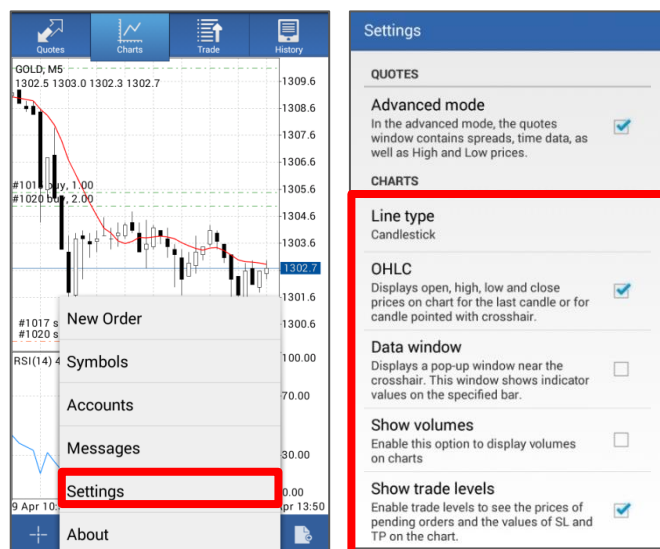 Quotes
Charts
Trade
History
GOLD, M5
1302.5 1303.0 1302.3 1302.7
1309.6
1308.6
1307.6
1306.6
1305.6
1304.6
1303.6
1302.7
1301.6
1300.6
buy, 1.00
#1020 buy, 2.00
#1017 s
#1020 s
RSI(14) 4
100.00
70.00
30.00
0.00
9 Apr 10:
pr 13:50
New Order
Symbols
Accounts
Messages
Settings
About
Settings
QUOTES
Advanced mode
In the advanced mode, the quotes
window contains spreads, time data, as
well as High and Low prices.
CHARTS
Line type
Candlestick
OHLC
Displays open, high, low and close
prices on chart for the last candle or for
candle pointed with crosshair.
Data window
Displays a pop-up window near the
crosshair. This window shows indicator
values on the specified bar.
Show volumes
Enable this option to display volumes
on charts
Show trade levels
Enable trade levels to see the prices of
pending orders and the values of SL and
TP on the chart.